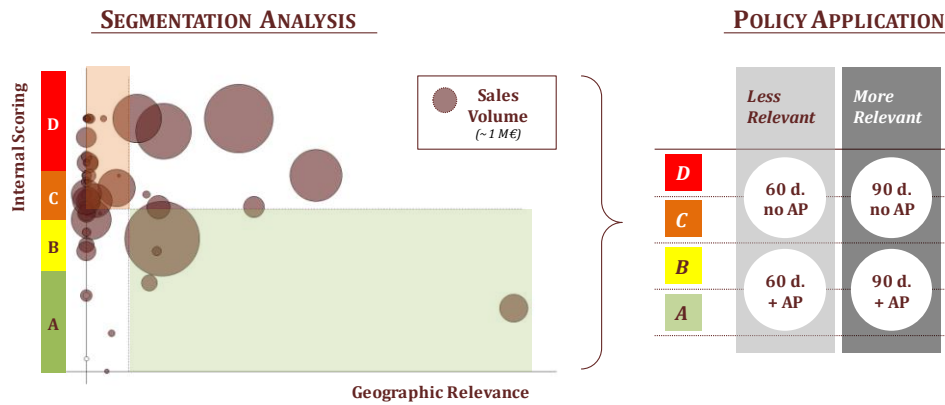 SEGMENTATION ANALYSIS
POLICY APPLICATION
Internal Scoring
D
C
B
A
Sales
Volume
(~ 1 M€)
Geographic Relevance
Less
Relevant
More
Relevant
D
C
B
A
60 d.
no AP
90 d.
no AP
60 d.
+ AP
90 d.
+ AP